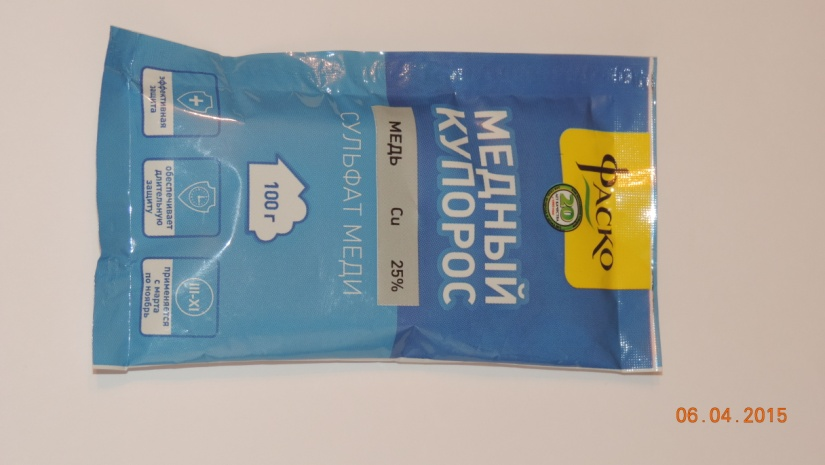 ФАСКО
20
МЕДНЫЙ
КУПОРОС
МЕДЬ Cu 25%
СУЛЬФАТ МЕДИ
100 г
эффективная
защита
обеспечивает
длительную
защиту
III-XI
применяется
с марта
по ноябрь
06.04.2015